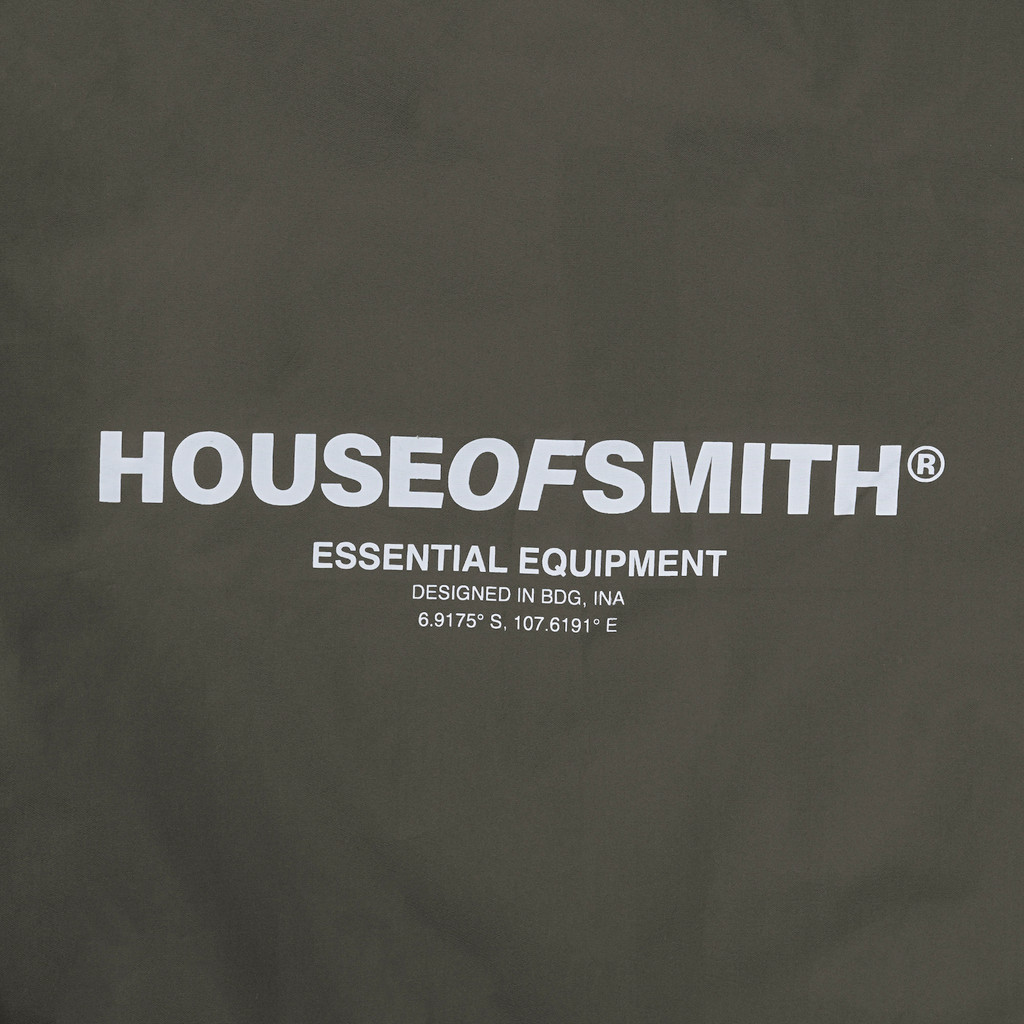 HOUSEOFSMITH®
ESSENTIAL EQUIPMENT
DESIGNED IN BDG, INA
6.9175° S, 107.6191° E